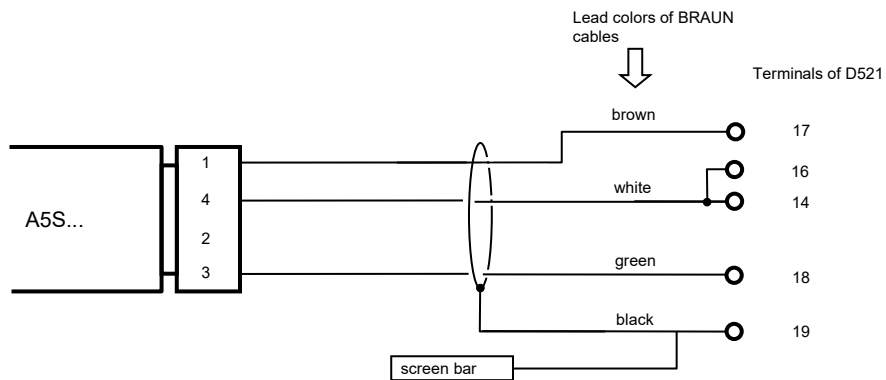 Lead colors of BRAUN
cables
Terminals of D521
brown
17
1
16
4
white
14
A5S...
2
3
green
18
black
19
screen bar